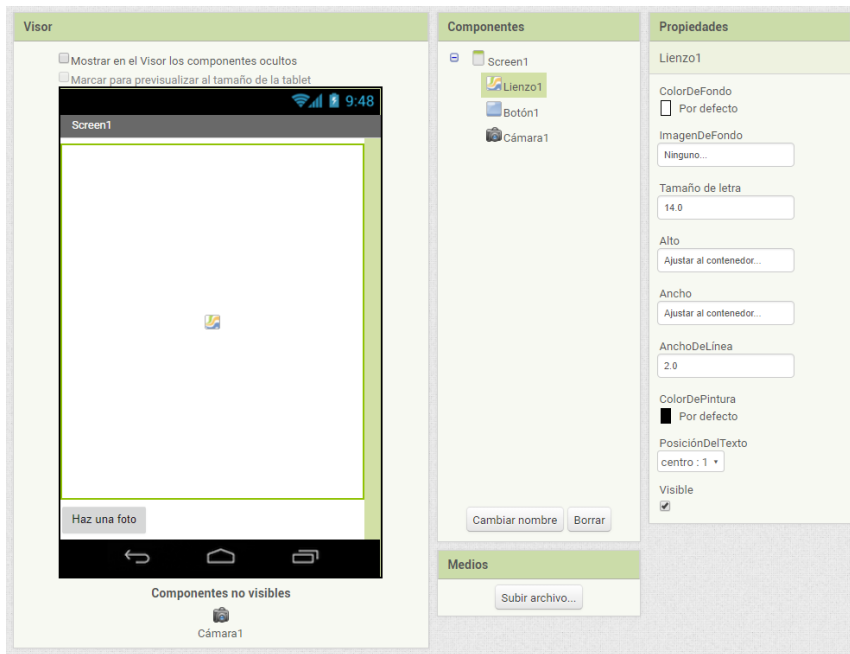 Visor
Mostrar en el Visor los componentes ocultos
Marcar para previsualizar al tamaño de la tablet
9:48
Screen1
Haz una foto
Componentes no visibles
Cámara1
Componentes
Screen1
Lienzo1
Botón1
Cámara1
Cambiar nombre Borrar
Medios
Subir archivo...
Propiedades
Lienzo1
ColorDeFondo
Por defecto
ImagenDeFondo
Ninguno...
Tamaño de letra
14.0
Alto
Ajustar al contenedor...
Ancho
Ajustar al contenedor...
AnchoDeLínea
2.0
ColorDePintura
Por defecto
PosiciónDelTexto
centro : 1
Visible